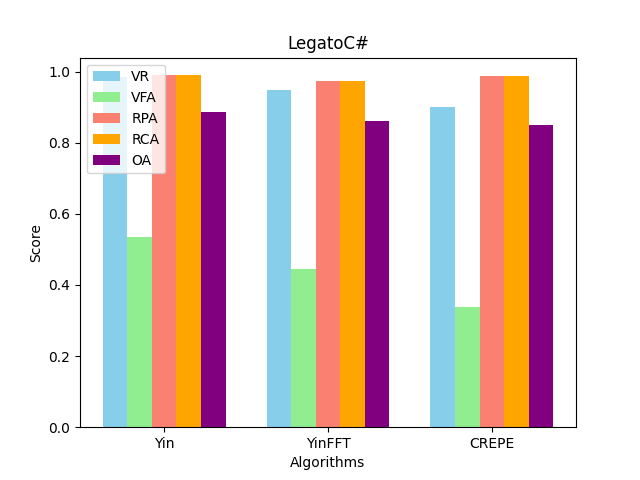 LegatoC#
VR
VFA
RPA
RCA
OA
1.0
0.8
0.6
0.4
0.2
0.0
Score
Yin YinFFT CREPE
Algorithms